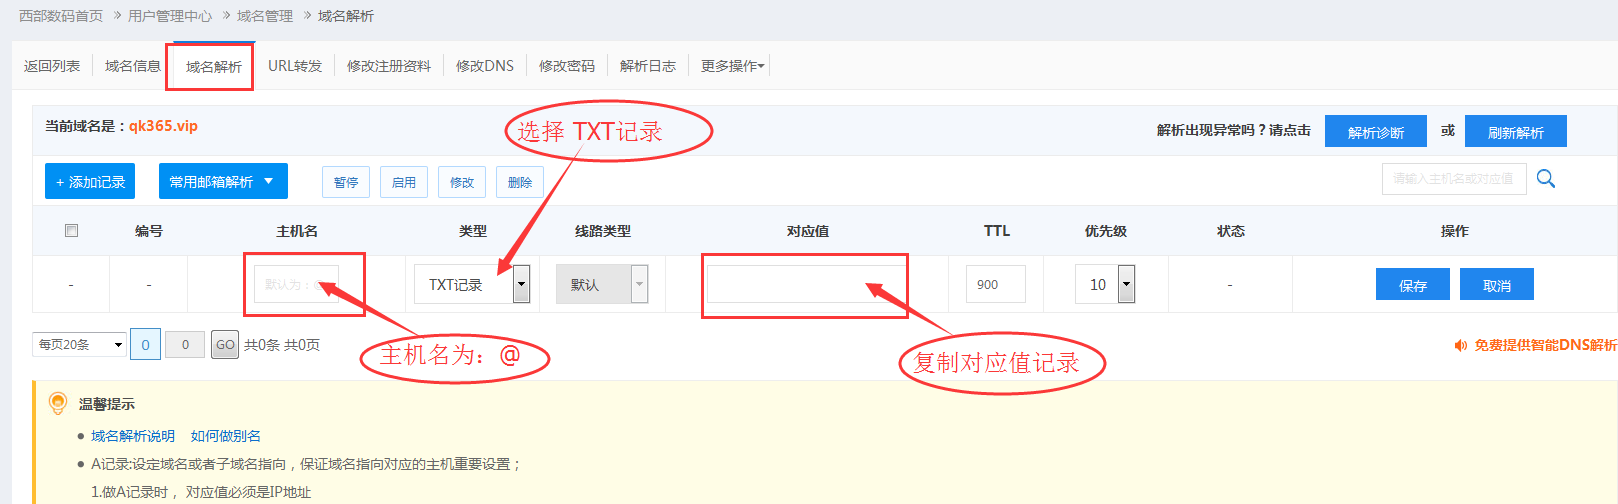 西部数码首页 » 用户管理中心 » 域名管理 » 域名解析
返回列表 域名信息 域名解析 URL转发 修改注册资料 修改DNS 修改密码 解析日志 更多操作
当前域名是：qk365.vip 选择 TXT记录 解析出现异常吗？请点击 解析诊断 或 刷新解析
+ 添加记录 常用邮箱解析 暂停 启用 修改 删除 请输入主机名或对应值
编号 主机名 类型 线路类型 对应值 TTL 优先级 状态 操作
- - 默认为：@ TXT记录 默认 900 10 - 保存 取消
每页20条 0 0 GO 共0条 共0页 主机名为：@ 复制对应值记录 免费提供智能DNS解析
温馨提示
● 域名解析说明 如何做别名
● A记录:设定域名或者子域名指向，保证域名指向对应的主机重要设置；
1.做A记录时， 对应值必须是IP地址